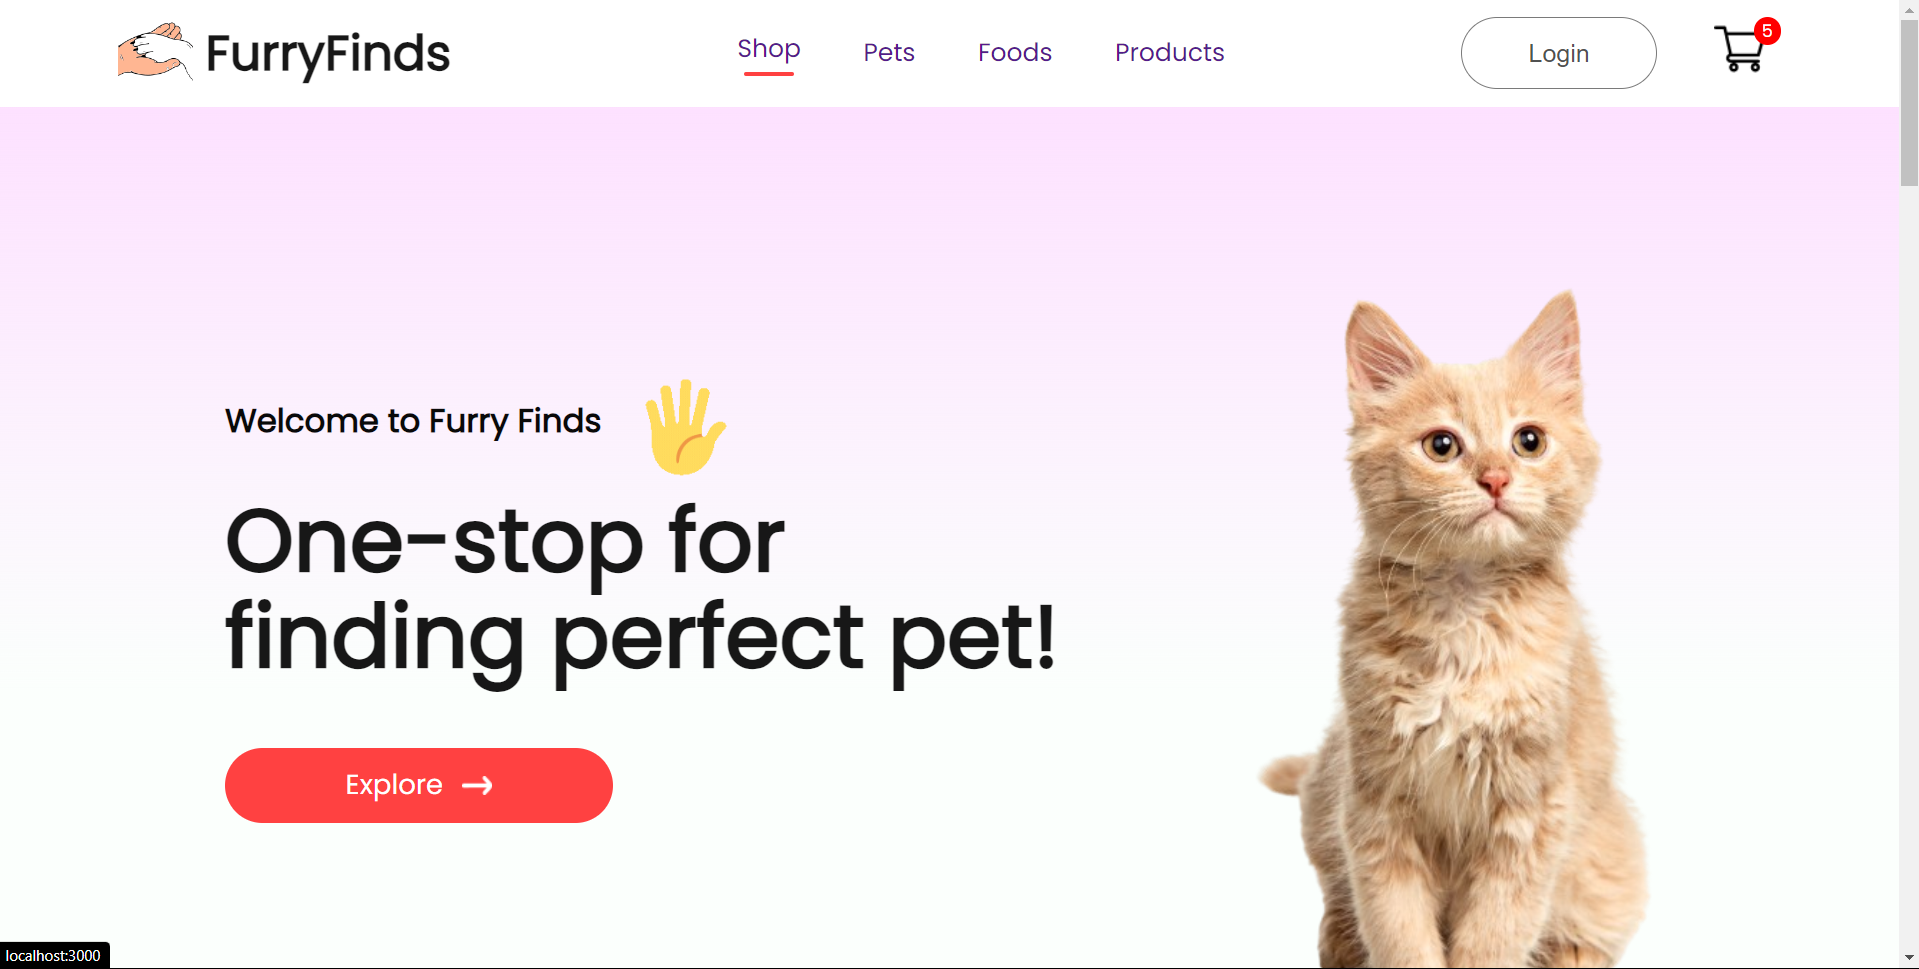 FurryFinds
Shop
Pets
Foods
Products
Login
5
Welcome to Furry Finds
One-stop for
finding perfect pet!
Explore
localhost:3000